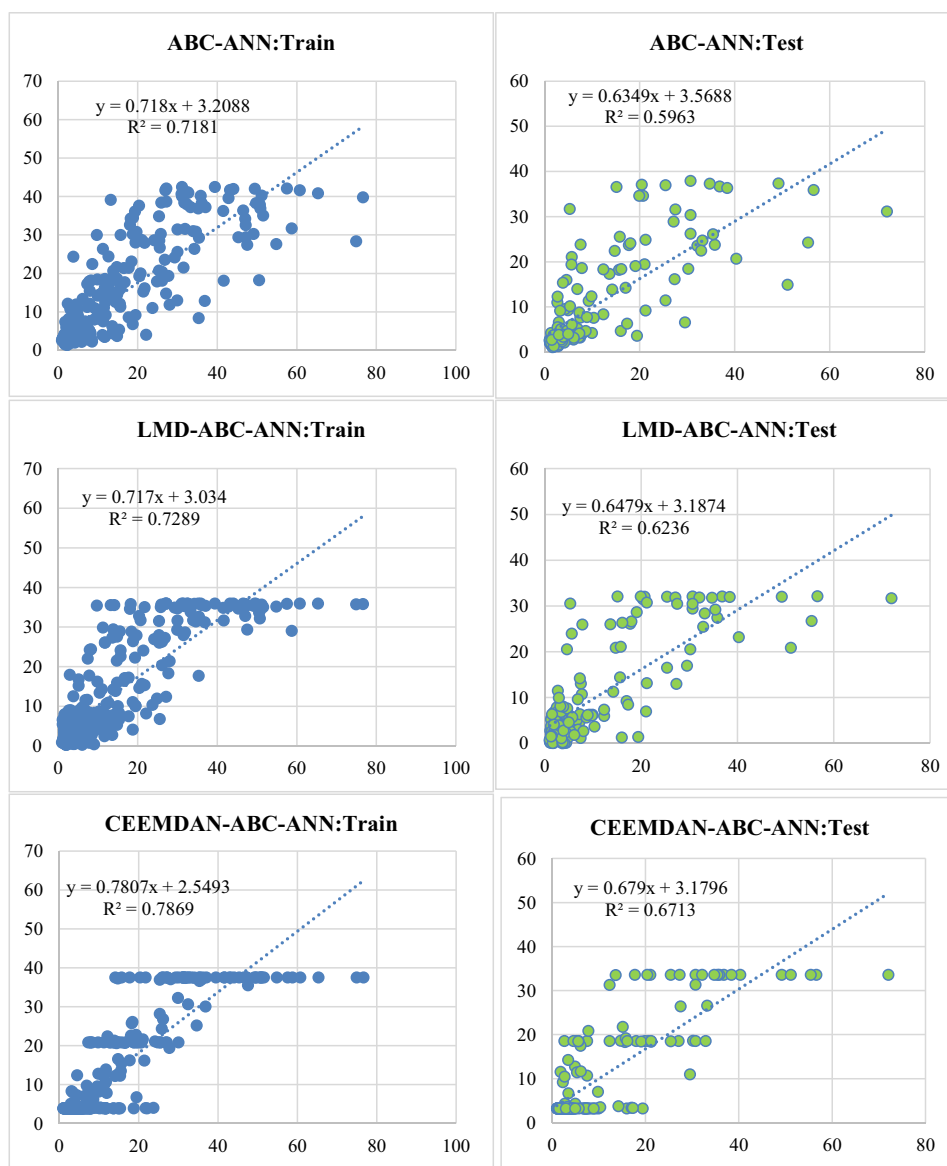 ABC-ANN:Train
70
60
50
40
30
20
10
0
y = 0.718x + 3.2088
R² = 0.7181
0 20 40 60 80 100
ABC-ANN:Test
60
50
40
30
20
10
0
y = 0.6349x + 3.5688
R² = 0.5963
0 20 40 60 80
LMD-ABC-ANN:Train
70
60
50
40
30
20
10
0
y = 0.717x + 3.034
R² = 0.7289
0 20 40 60 80 100
LMD-ABC-ANN:Test
60
50
40
30
20
10
0
y = 0.6479x + 3.1874
R² = 0.6236
0 20 40 60 80
CEEMDAN-ABC-ANN:Train
70
60
50
40
30
20
10
0
y = 0.7807x + 2.5493
R² = 0.7869
0 20 40 60 80 100
CEEMDAN-ABC-ANN:Test
60
50
40
30
20
10
0
y = 0.679x + 3.1796
R² = 0.6713
0 20 40 60 80